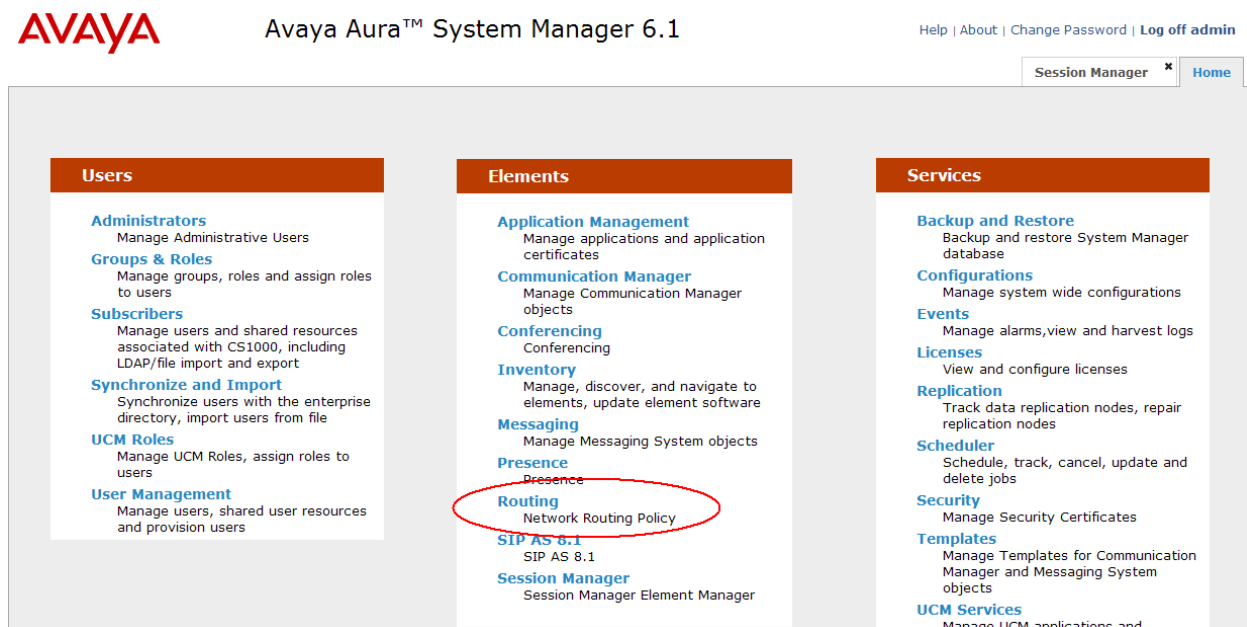 AVAYA
Avaya Aura™ System Manager 6.1
Help | About | Change Password | Log off admin
Session Manager ✖
Home
Users
Administrators
Manage Administrative Users
Groups & Roles
Manage groups, roles and assign roles
to users
Subscribers
Manage users and shared resources
associated with CS1000, including
LDAP/file import and export
Synchronize and Import
Synchronize users with the enterprise
directory, import users from file
UCM Roles
Manage UCM Roles, assign roles to
users
User Management
Manage users, shared user resources
and provision users
Elements
Application Management
Manage applications and application
certificates
Communication Manager
Manage Communication Manager
objects
Conferencing
Conferencing
Inventory
Manage, discover, and navigate to
elements, update element software
Messaging
Manage Messaging System objects
Presence
Presence
Routing
Network Routing Policy
SIP AS 8.1
SIP AS 8.1
Session Manager
Session Manager Element Manager
Services
Backup and Restore
Backup and restore System Manager
database
Configurations
Manage system wide configurations
Events
Manage alarms,view and harvest logs
Licenses
View and configure licenses
Replication
Track data replication nodes, repair
replication nodes
Scheduler
Schedule, track, cancel, update and
delete jobs
Security
Manage Security Certificates
Templates
Manage Templates for Communication
Manager and Messaging System
objects
UCM Services
Manage UCM applications and